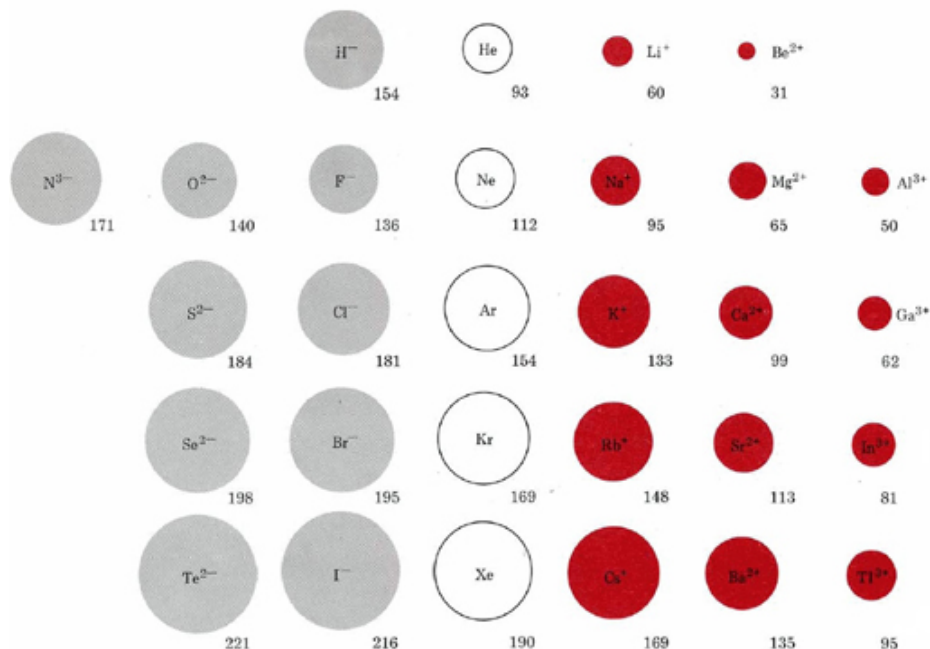 H⁻ He Li⁺ Be²⁺
154 93 60 31
N³⁻ O²⁻ F⁻ Ne Na⁺ Mg²⁺ Al³⁺
171 140 136 112 95 65 50
S²⁻ Cl⁻ Ar K⁺ Ca²⁺ Ga³⁺
184 181 154 133 99 62
Se²⁻ Br⁻ Kr Rb⁺ Sr²⁺ In³⁺
198 195 169 148 113 81
Te²⁻ I⁻ Xe Cs⁺ Ba²⁺ Tl³⁺
221 216 190 169 135 95